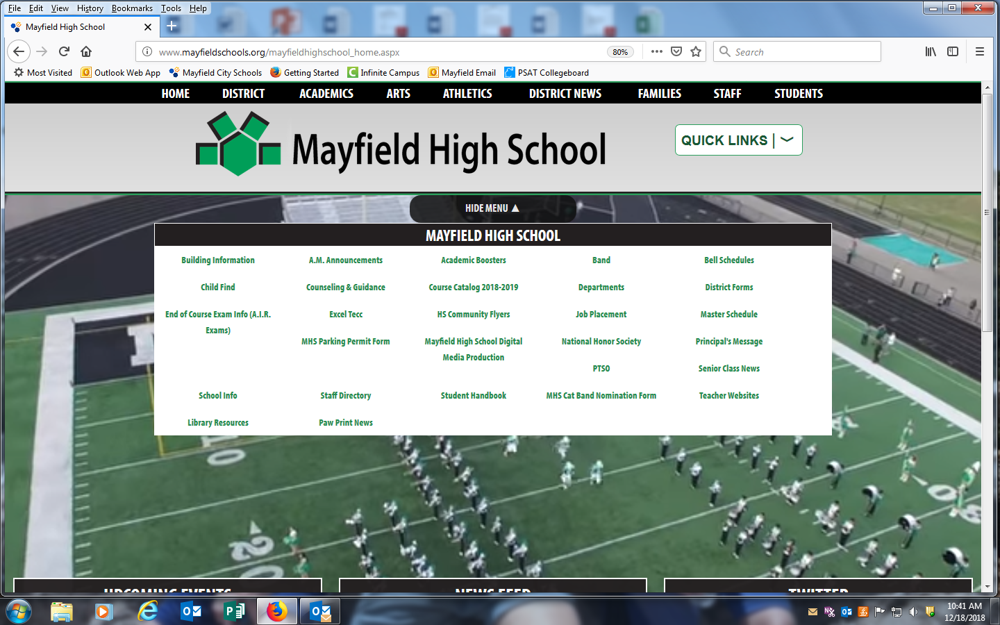 File Edit View History Bookmarks Tools Help
Mayfield High School
www.mayfieldschools.org/mayfieldhighschool_home.aspx
80%
Search
Most Visited Outlook Web App Mayfield City Schools Getting Started Infinite Campus Mayfield Email PSAT Collegeboard
HOME DISTRICT ACADEMICS ARTS ATHLETICS DISTRICT NEWS FAMILIES STAFF STUDENTS
Mayfield High School
QUICK LINKS
HIDE MENU ▲
MAYFIELD HIGH SCHOOL
Building Information A.M. Announcements Academic Boosters Band Bell Schedules
Child Find Counseling & Guidance Course Catalog 2018-2019 Departments District Forms
End of Course Exam Info (A.I.R. Excel Tecc HS Community Flyers Job Placement Master Schedule
Exams)
MHS Parking Permit Form Mayfield High School Digital National Honor Society Principal's Message
Media Production
PTSO Senior Class News
School Info Staff Directory Student Handbook MHS Cat Band Nomination Form Teacher Websites
Library Resources Paw Print News
UPCOMING EVENTS NEWS FEED TWITTER
10:41 AM
12/18/2018